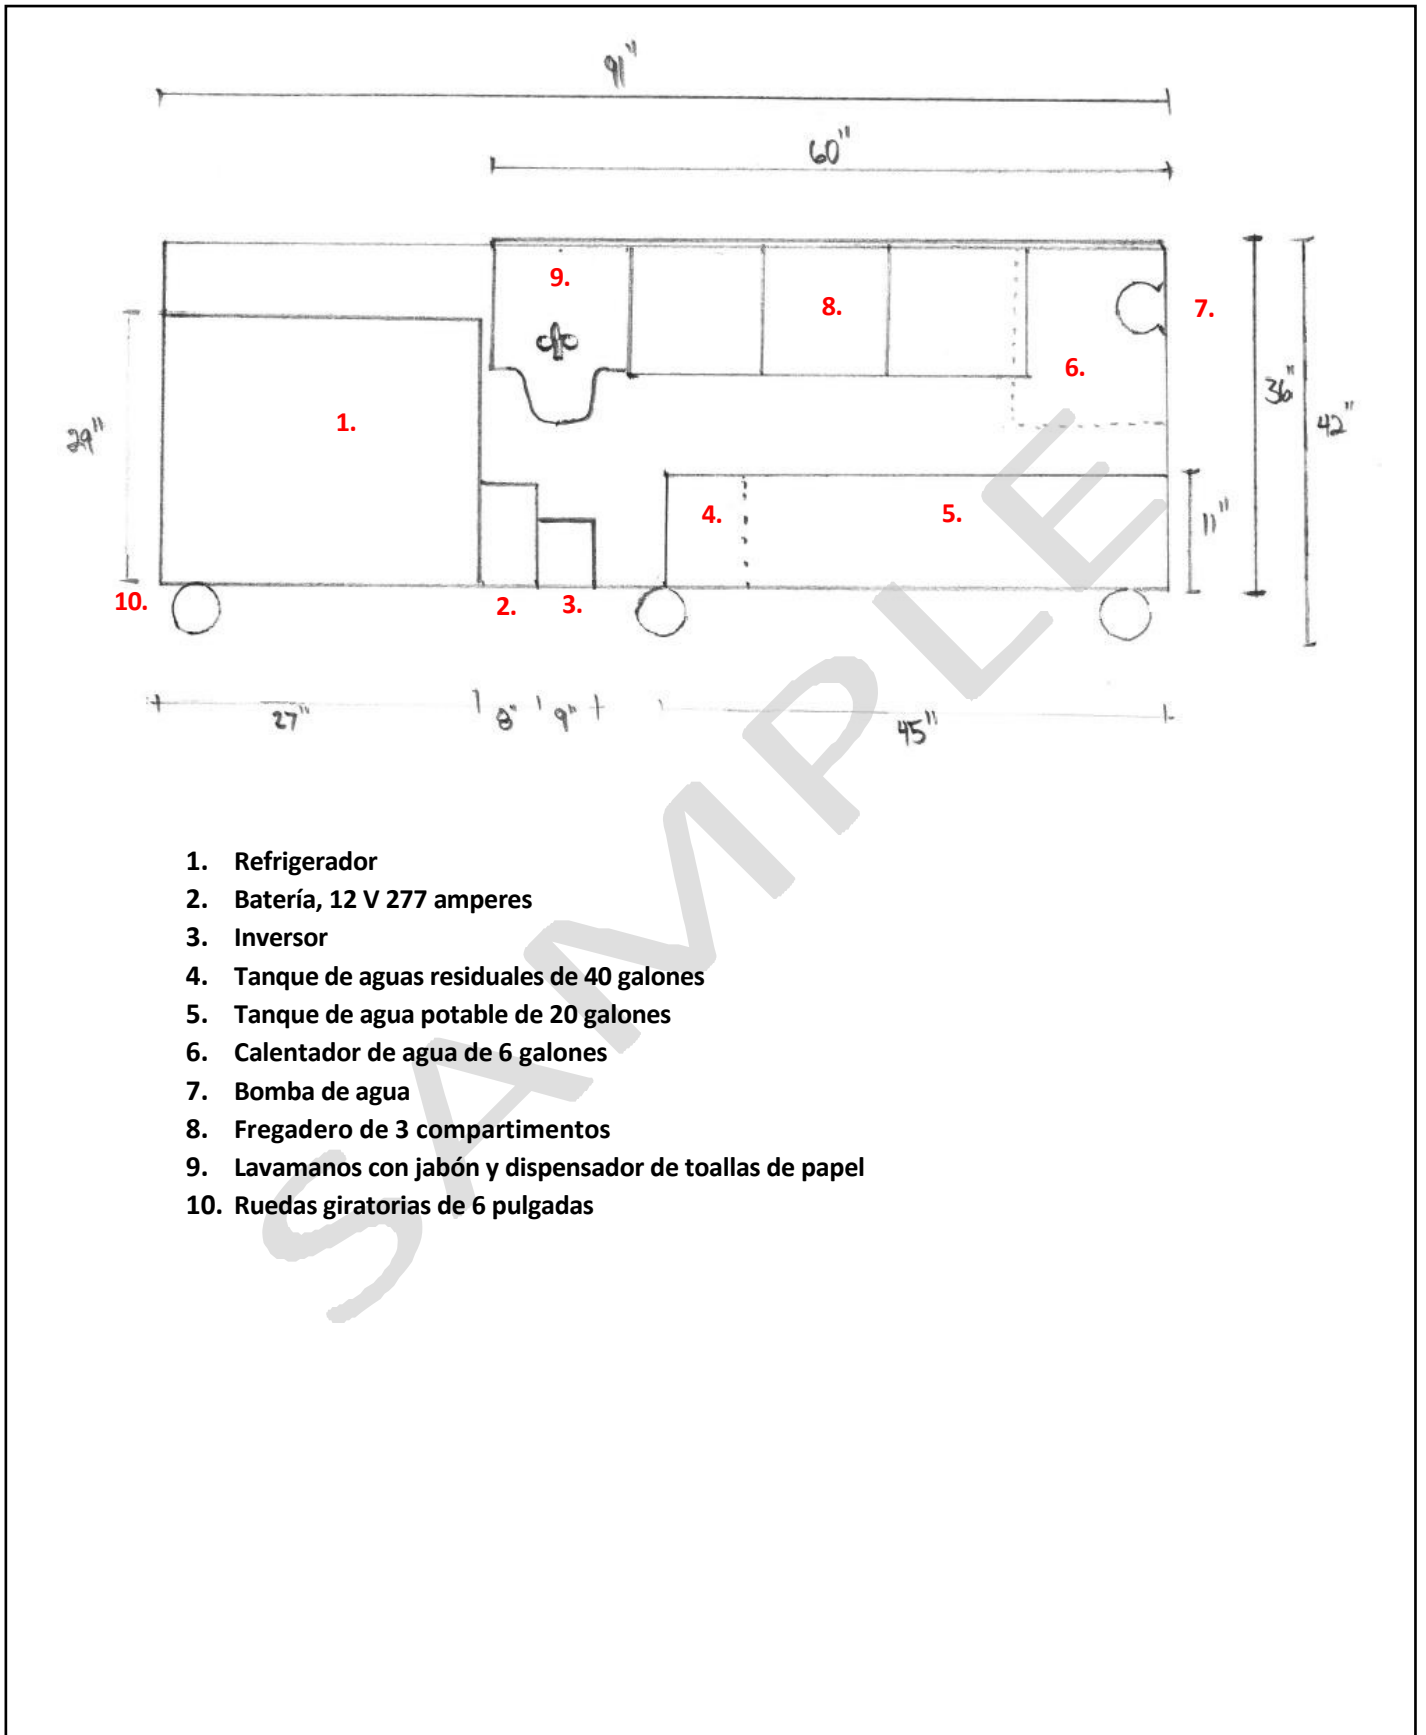 91"
60"
9.
8.
7.
6.
36"
42"
29"
1.
4.
5.
11"
10.
2.
3.
27"
8"
9"
45"
1. Refrigerador
2. Batería, 12 V 277 amperes
3. Inversor
4. Tanque de aguas residuales de 40 galones
5. Tanque de agua potable de 20 galones
6. Calentador de agua de 6 galones
7. Bomba de agua
8. Fregadero de 3 compartimentos
9. Lavamanos con jabón y dispensador de toallas de papel
10. Ruedas giratorias de 6 pulgadas
SAMPLE